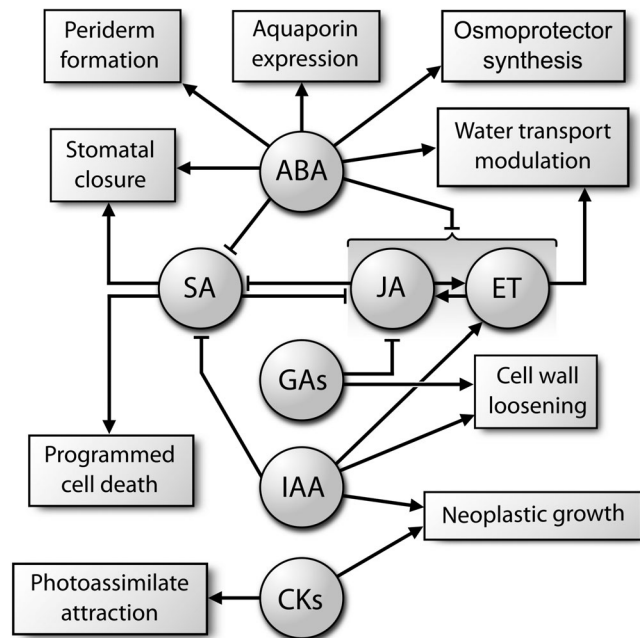 Periderm
formation
Aquaporin
expression
Osmoprotector
synthesis
Stomatal
closure
ABA
Water transport
modulation
SA
JA
ET
GAs
Cell wall
loosening
Programmed
cell death
IAA
Neoplastic growth
Photoassimilate
attraction
CKs